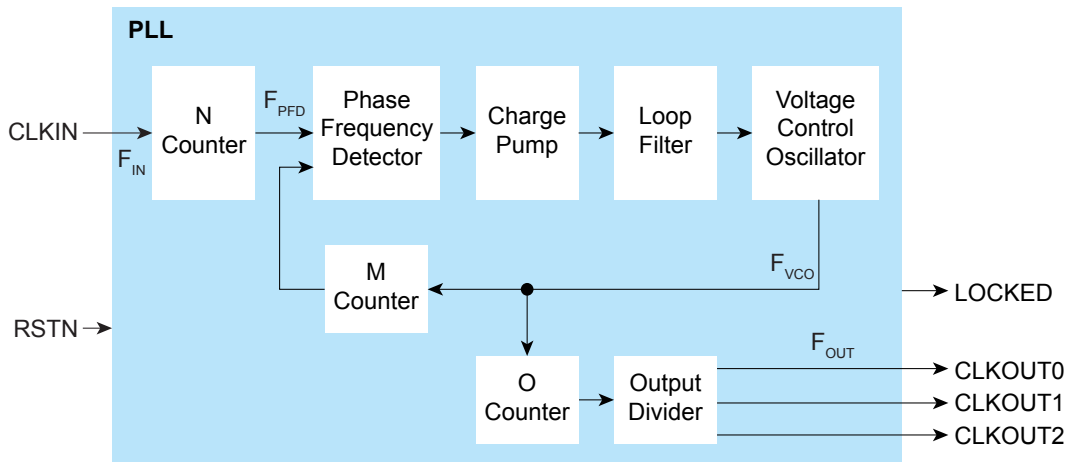 PLL
CLKIN
F_IN
N
Counter
F_PFD
Phase
Frequency
Detector
Charge
Pump
Loop
Filter
Voltage
Control
Oscillator
M
Counter
F_VCO
LOCKED
RSTN
O
Counter
Output
Divider
F_OUT
CLKOUT0
CLKOUT1
CLKOUT2